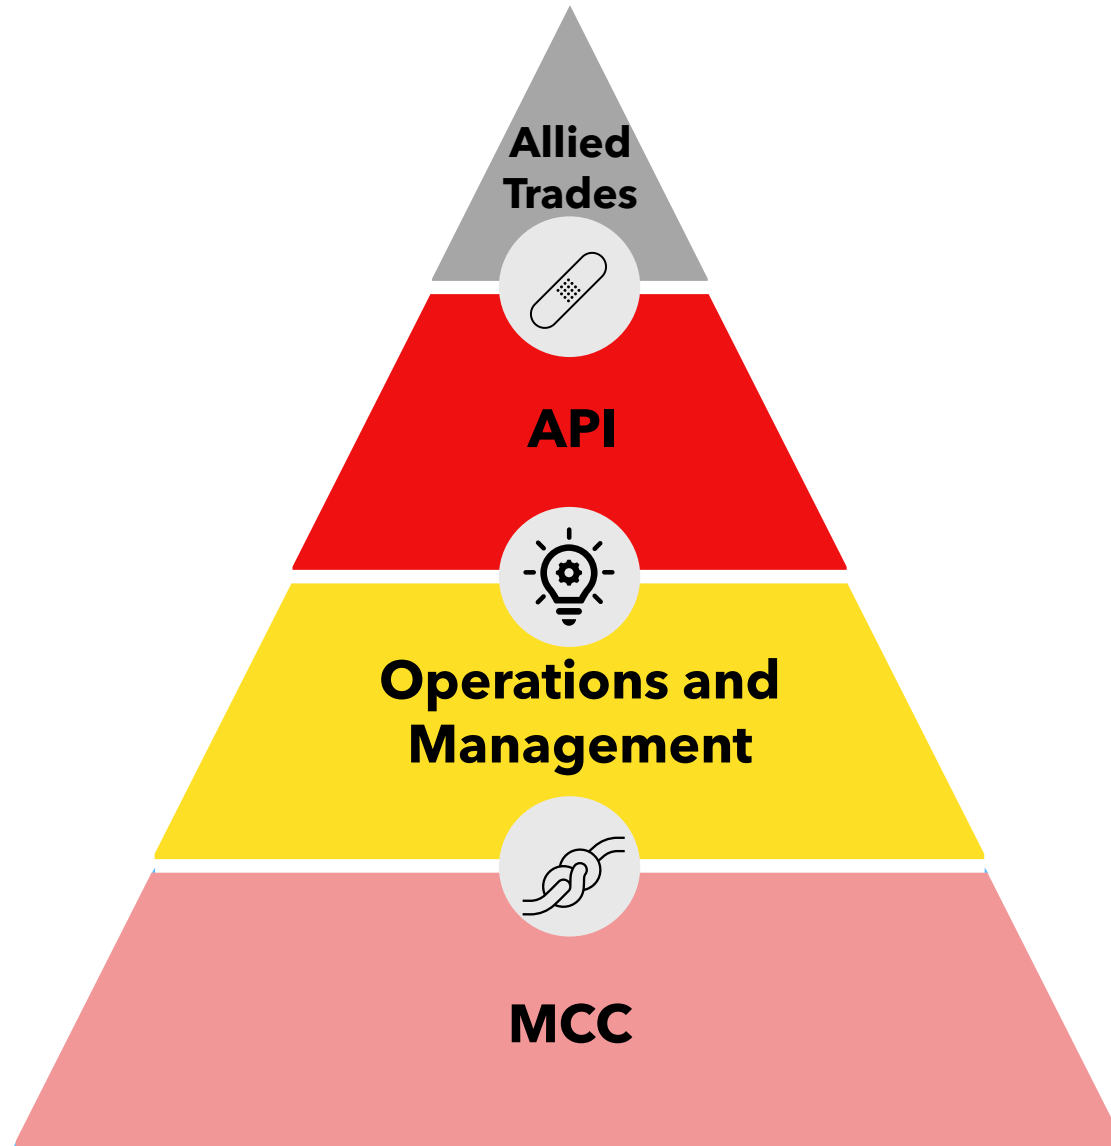 Allied
Trades
API
Operations and
Management
MCC